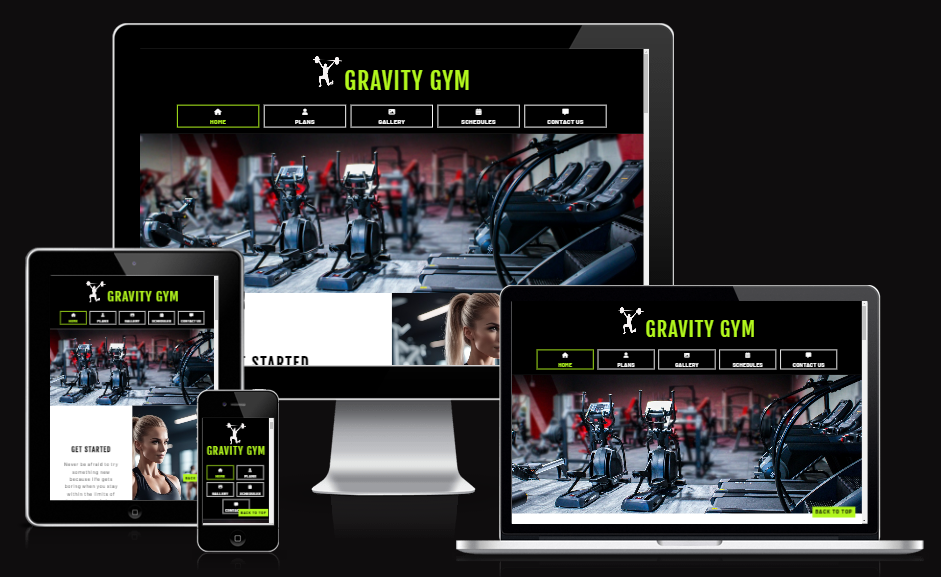 GRAVITY GYM
HOME PLANS GALLERY SCHEDULES CONTACT US
STARTED
GRAVITY GYM
HOME PLANS GALLERY SCHEDULES CONTACT US
GET STARTED
Never be afraid to try
something new
because life gets
boring when you stay
within the limits of
BACK
GRAVITY GYM
HOME PLANS
GALLERY SCHEDULES
BACK TO TOP
GRAVITY GYM
HOME PLANS GALLERY SCHEDULES CONTACT US
BACK TO TOP